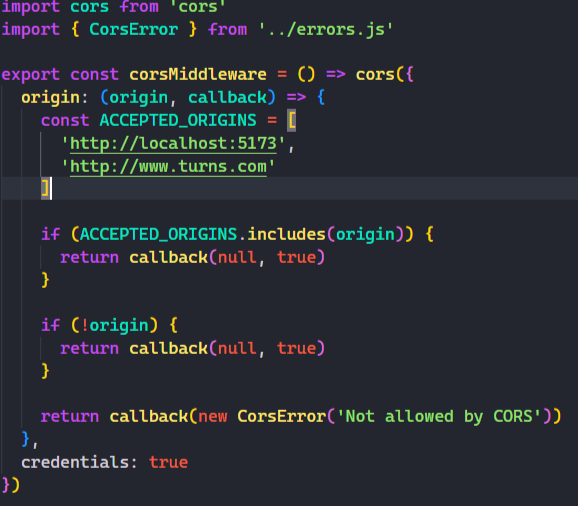 import cors from 'cors'
import { CorsError } from '../errors.js'
export const corsMiddleware = () => cors({
origin: (origin, callback) => {
const ACCEPTED_ORIGINS = [
'http://localhost:5173',
'http://www.turns.com'
]
if (ACCEPTED_ORIGINS.includes(origin)) {
return callback(null, true)
}
if (!origin) {
return callback(null, true)
}
return callback(new CorsError('Not allowed by CORS'))
},
credentials: true
})